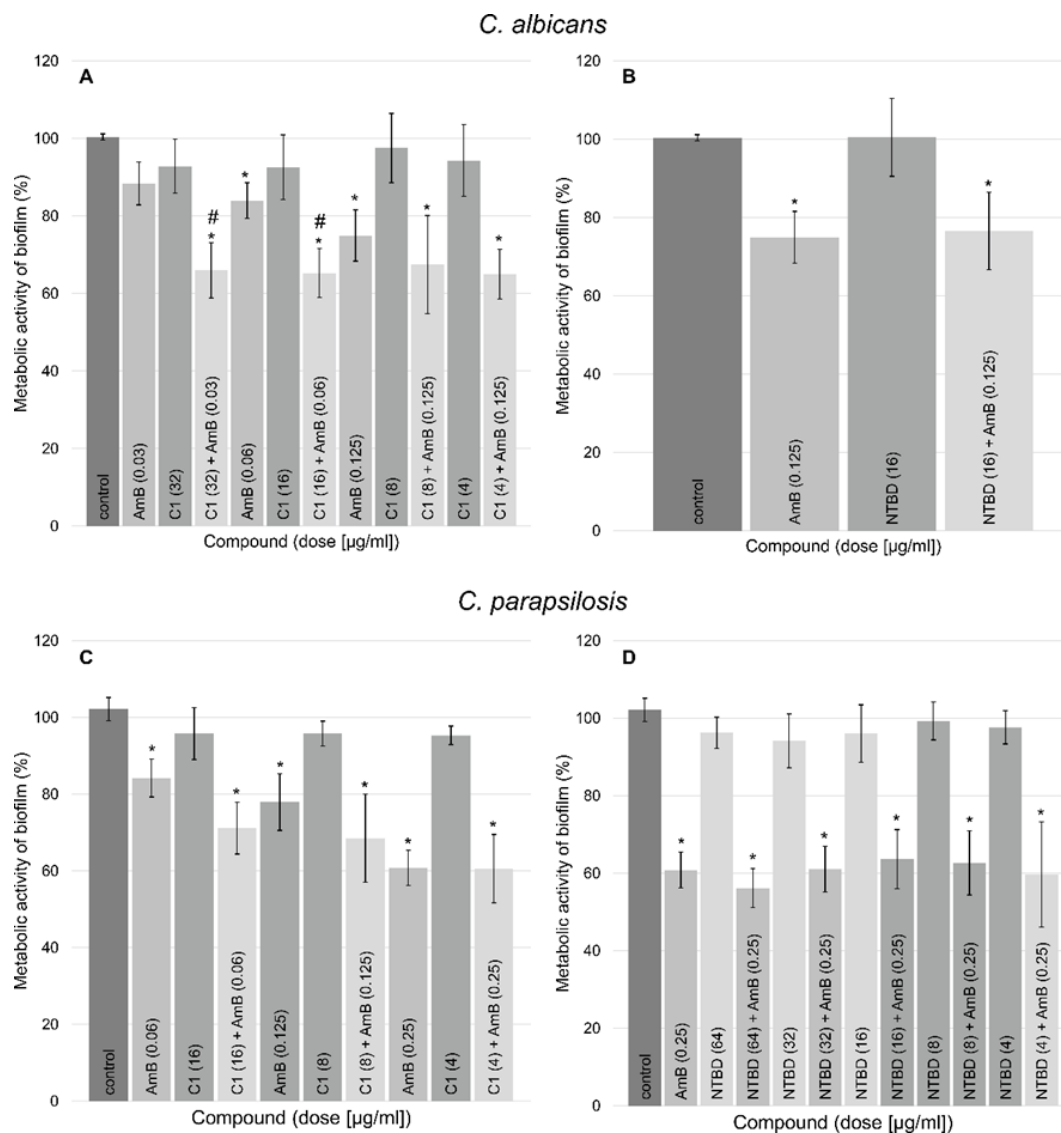 C. albicans
A
Metabolic activity of biofilm (%)
120
100
80
60
40
20
0
*
#
*
*
#
*
*
*
control
AmB (0.03)
C1 (32)
C1 (32) + AmB (0.03)
AmB (0.06)
C1 (16)
C1 (16) + AmB (0.06)
AmB (0.125)
C1 (8)
C1 (8) + AmB (0.125)
C1 (4)
C1 (4) + AmB (0.125)
Compound (dose [µg/ml])
B
Metabolic activity of biofilm (%)
120
100
80
60
40
20
0
*
*
control
AmB (0.125)
NTBD (16)
NTBD (16) + AmB (0.125)
Compound (dose [µg/ml])
C. parapsilosis
C
Metabolic activity of biofilm (%)
120
100
80
60
40
20
0
*
*
*
*
*
*
control
AmB (0.06)
C1 (16)
C1 (16) + AmB (0.06)
AmB (0.125)
C1 (8)
C1 (8) + AmB (0.125)
AmB (0.25)
C1 (4)
C1 (4) + AmB (0.25)
Compound (dose [µg/ml])
D
Metabolic activity of biofilm (%)
120
100
80
60
40
20
0
*
*
*
*
*
*
control
AmB (0.25)
NTBD (64)
NTBD (64) + AmB (0.25)
NTBD (32)
NTBD (32) + AmB (0.25)
NTBD (16)
NTBD (16) + AmB (0.25)
NTBD (8)
NTBD (8) + AmB (0.25)
NTBD (4)
NTBD (4) + AmB (0.25)
Compound (dose [µg/ml])